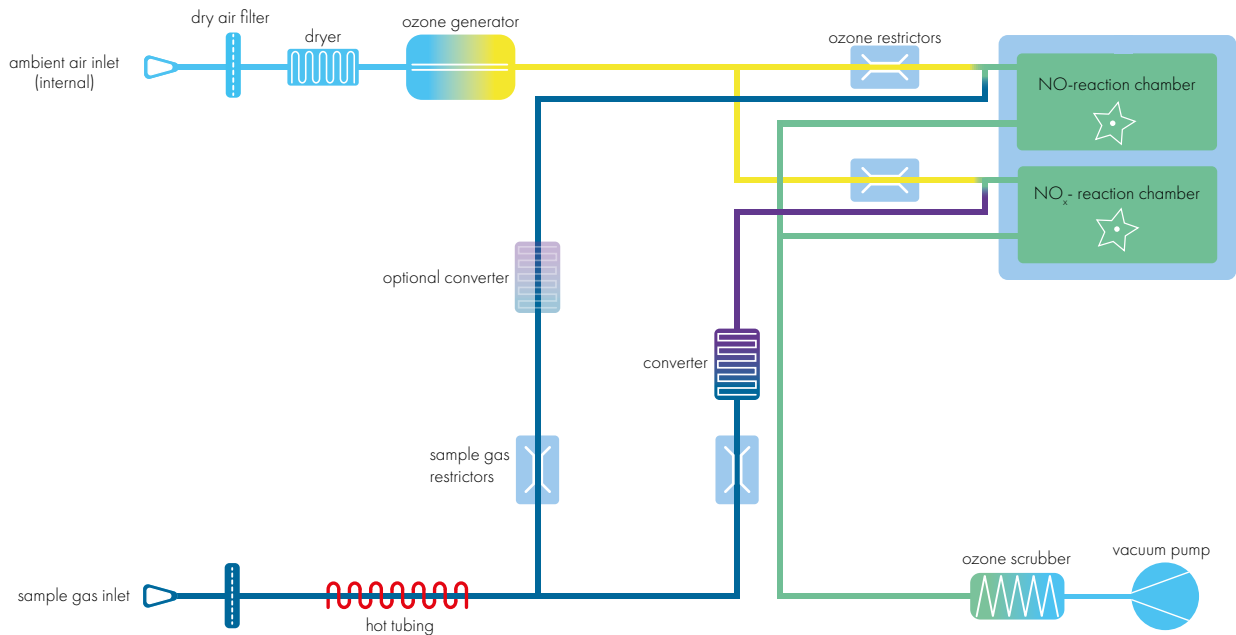 dry air filter
ozone generator
dryer
ozone restrictors
ambient air inlet
(internal)
NO-reaction chamber
NOx- reaction chamber
optional converter
converter
sample gas
restrictors
vacuum pump
ozone scrubber
sample gas inlet
hot tubing